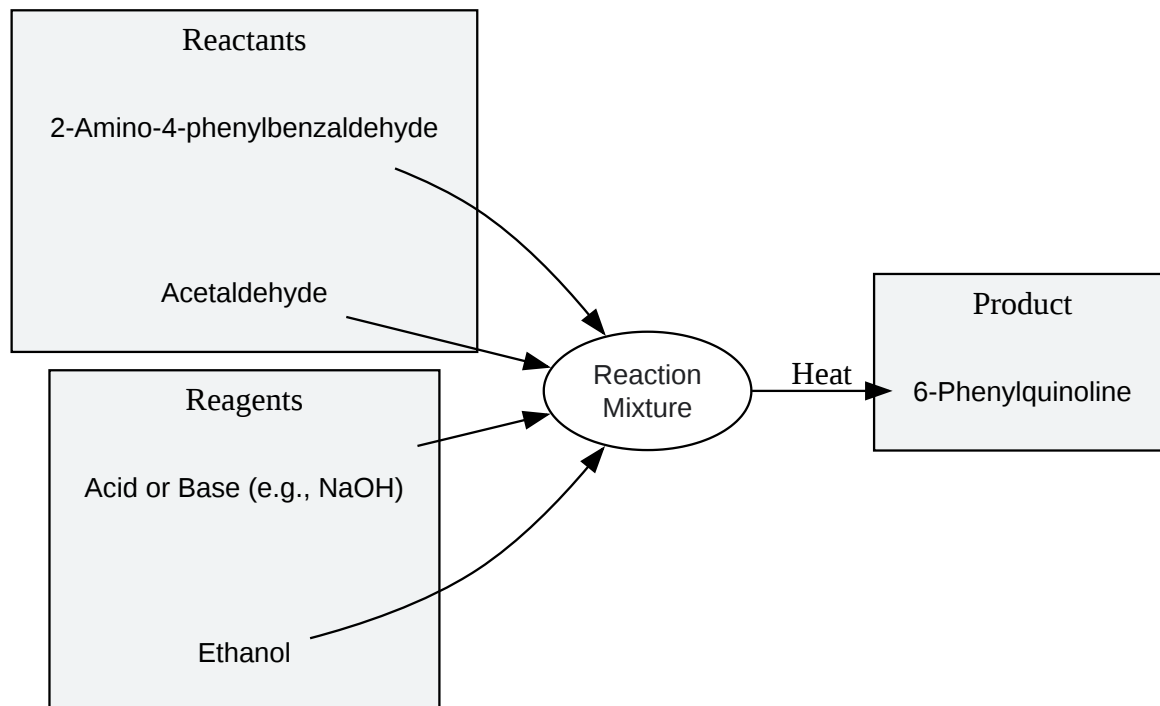 Reactants
2-Amino-4-phenylbenzaldehyde
Acetaldehyde
Reagents
Acid or Base (e.g., NaOH)
Ethanol
Reaction
Mixture
Heat
Product
6-Phenylquinoline